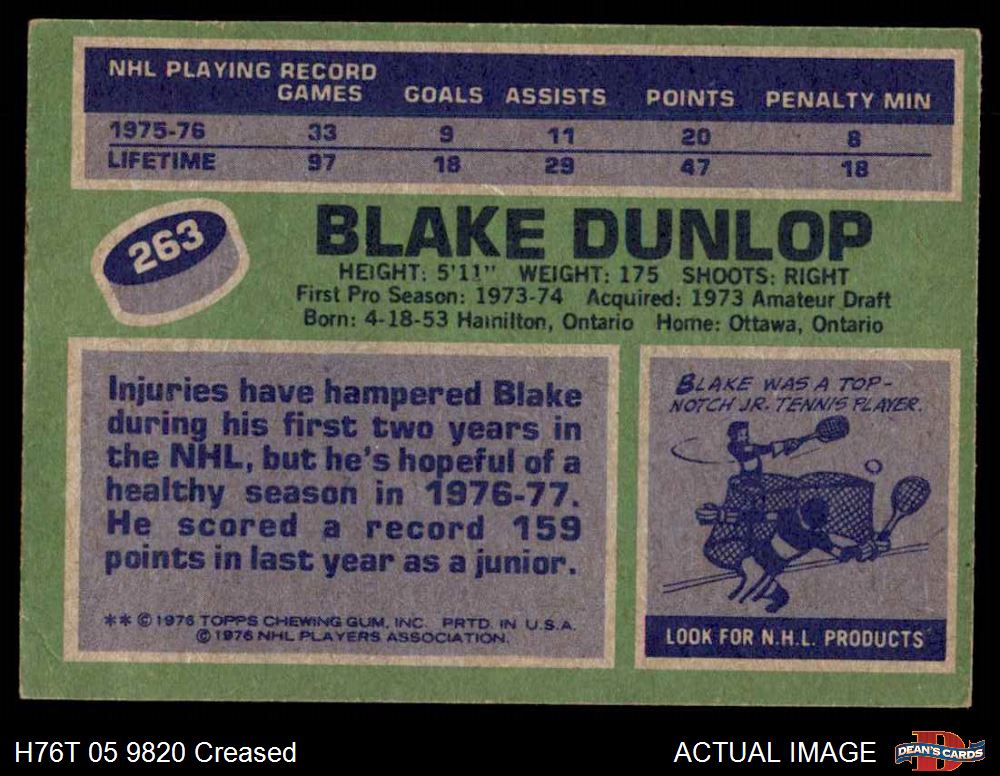 NHL PLAYING RECORD
GAMES GOALS ASSISTS POINTS PENALTY MIN
1975-76 33 9 11 20 8
LIFETIME 97 18 29 47 18
263
BLAKE DUNLOP
HEIGHT: 5'11" WEIGHT: 175 SHOOTS: RIGHT
First Pro Season: 1973-74 Acquired: 1973 Amateur Draft
Born: 4-18-53 Hamilton, Ontario Home: Ottawa, Ontario
Injuries have hampered Blake
during his first two years in
the NHL, but he's hopeful of a
healthy season in 1976-77.
He scored a record 159
points in last year as a junior.
** © 1976 TOPPS CHEWING GUM, INC. PRTD. IN U.S.A.
© 1976 NHL PLAYERS ASSOCIATION.
BLAKE WAS A TOP-
NOTCH JR. TENNIS PLAYER.
LOOK FOR N.H.L. PRODUCTS
H76T 05 9820 Creased
ACTUAL IMAGE
DEAN'S CARDS